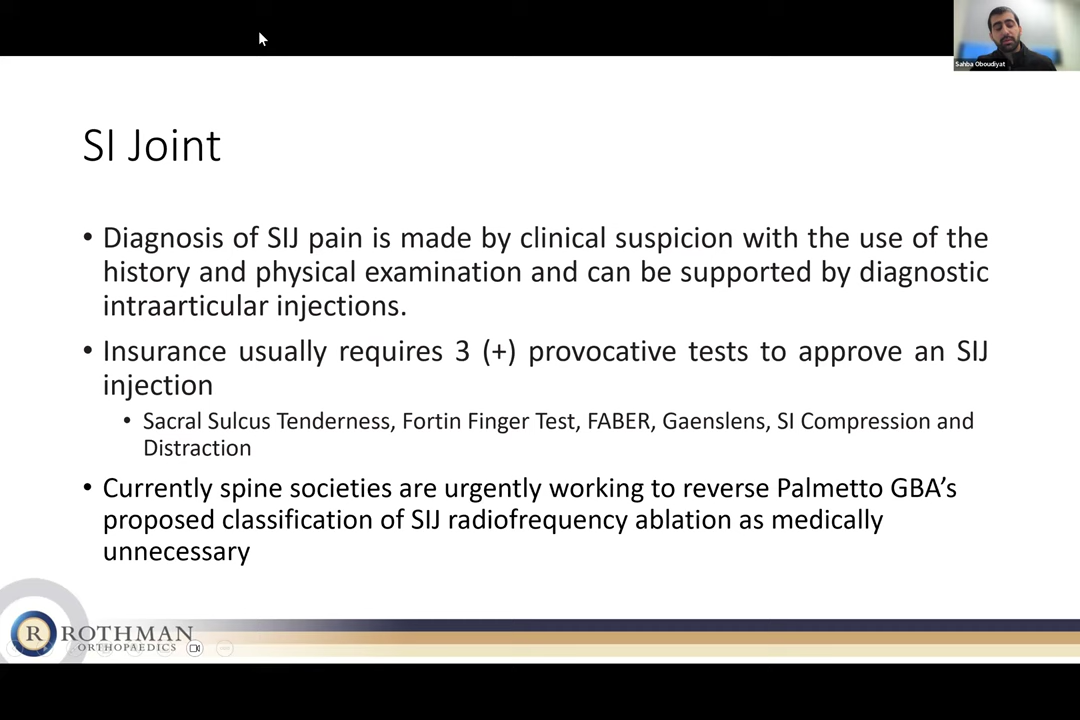 Sahba Oboudiyat
SI Joint
• Diagnosis of SIJ pain is made by clinical suspicion with the use of the
history and physical examination and can be supported by diagnostic
intraarticular injections.
• Insurance usually requires 3 (+) provocative tests to approve an SIJ
injection
• Sacral Sulcus Tenderness, Fortin Finger Test, FABER, Gaenslens, SI Compression and
Distraction
• Currently spine societies are urgently working to reverse Palmetto GBA’s
proposed classification of SIJ radiofrequency ablation as medically
unnecessary
R ROTHMAN
ORTHOPAEDICS